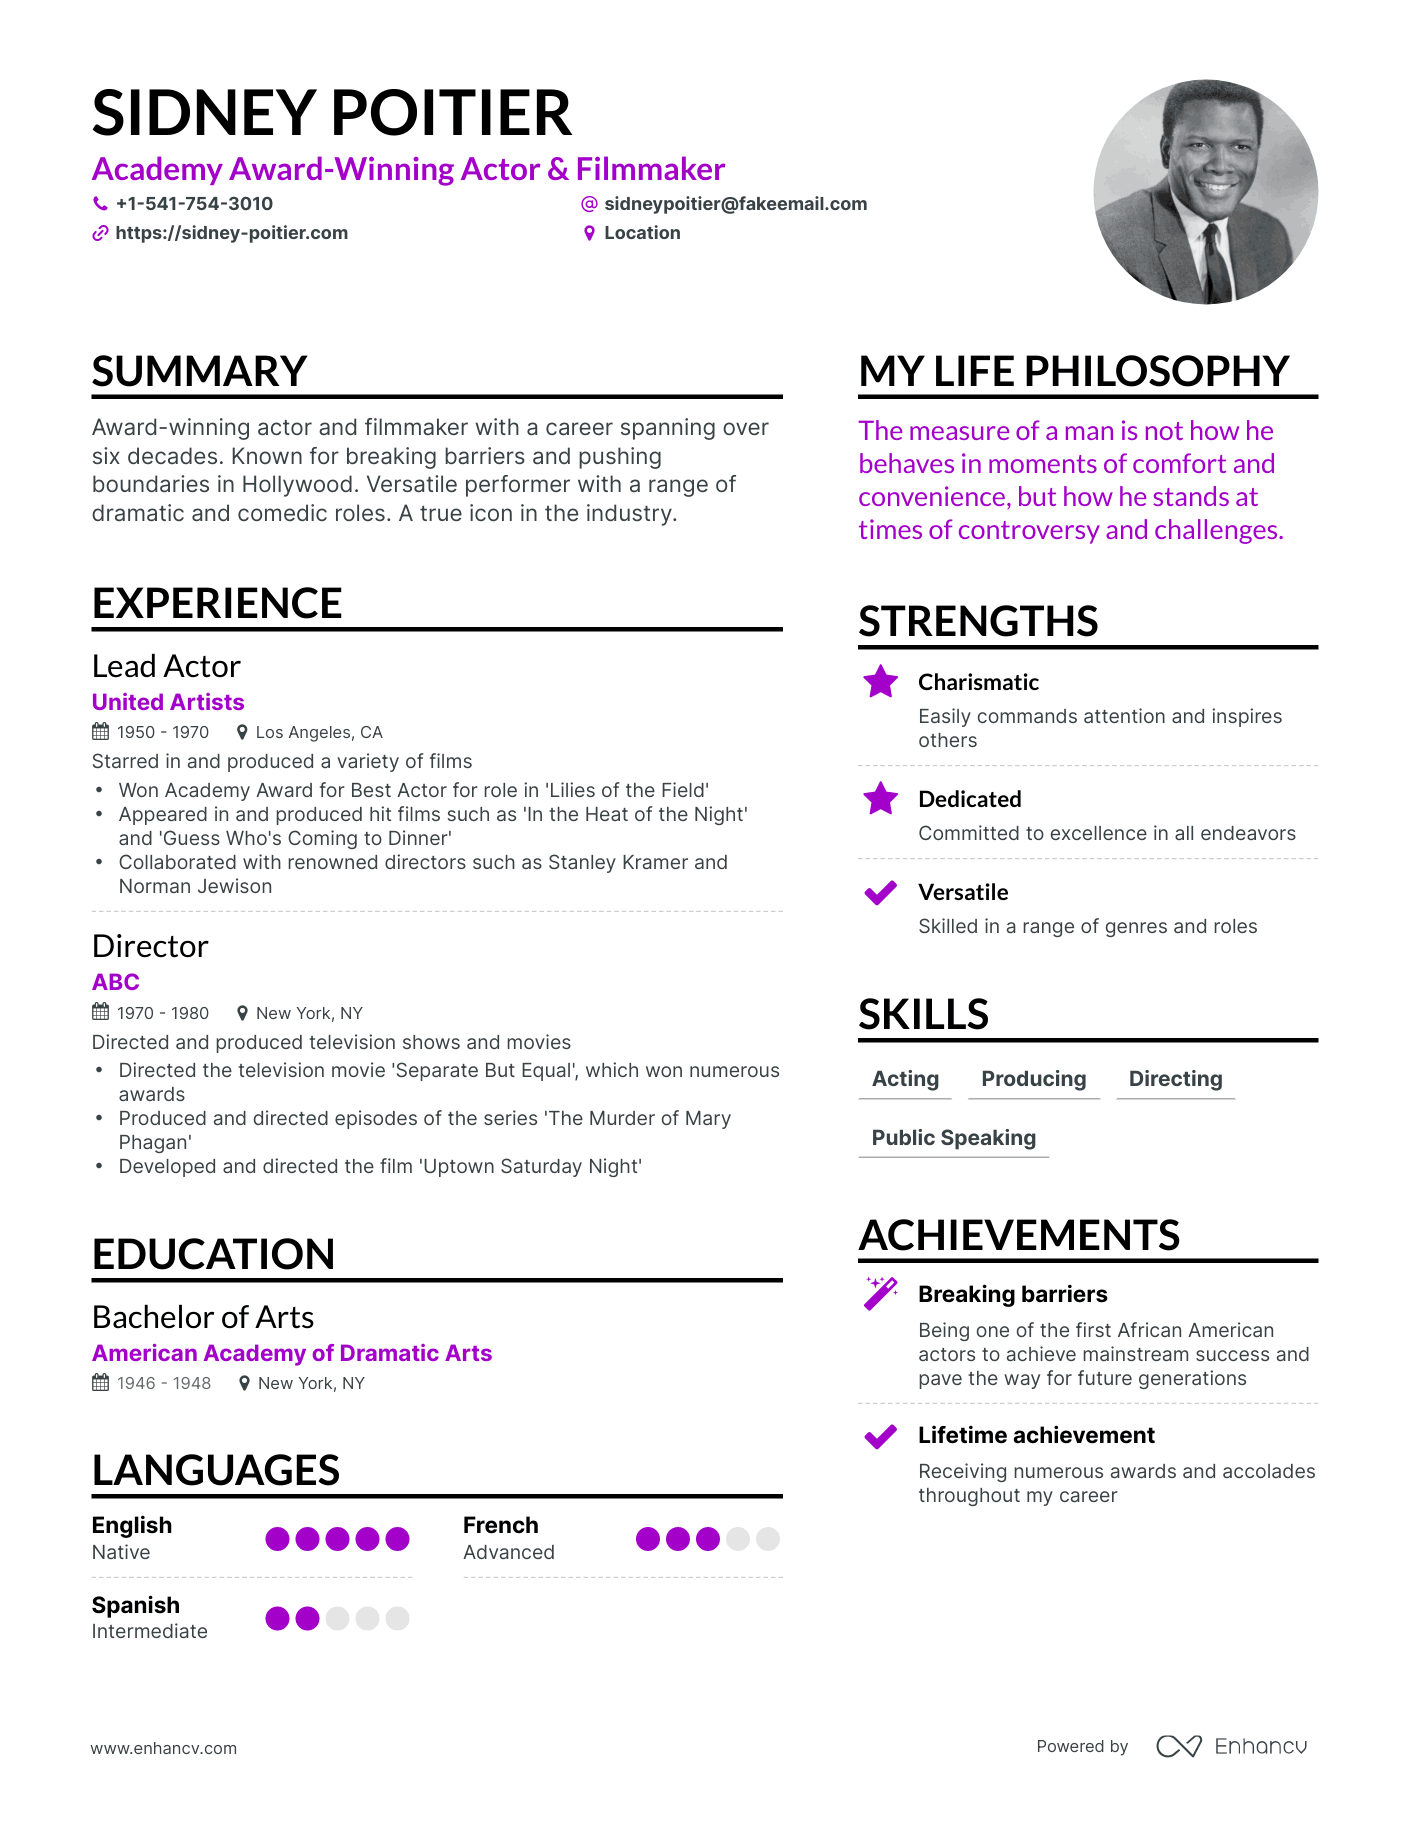 SIDNEY POITIER
Academy Award-Winning Actor & Filmmaker
+1-541-754-3010
sidneypoitier@fakeemail.com
https://sidney-poitier.com
Location
SUMMARY
Award-winning actor and filmmaker with a career spanning over
six decades. Known for breaking barriers and pushing
boundaries in Hollywood. Versatile performer with a range of
dramatic and comedic roles. A true icon in the industry.
EXPERIENCE
Lead Actor
United Artists
1950 - 1970 Los Angeles, CA
Starred in and produced a variety of films
• Won Academy Award for Best Actor for role in 'Lilies of the Field'
• Appeared in and produced hit films such as 'In the Heat of the Night'
and 'Guess Who's Coming to Dinner'
• Collaborated with renowned directors such as Stanley Kramer and
Norman Jewison
Director
ABC
1970 - 1980 New York, NY
Directed and produced television shows and movies
• Directed the television movie 'Separate But Equal', which won numerous
awards
• Produced and directed episodes of the series 'The Murder of Mary
Phagan'
• Developed and directed the film 'Uptown Saturday Night'
EDUCATION
Bachelor of Arts
American Academy of Dramatic Arts
1946 - 1948 New York, NY
LANGUAGES
English
Native
French
Advanced
Spanish
Intermediate
MY LIFE PHILOSOPHY
The measure of a man is not how he
behaves in moments of comfort and
convenience, but how he stands at
times of controversy and challenges.
STRENGTHS
Charismatic
Easily commands attention and inspires
others
Dedicated
Committed to excellence in all endeavors
Versatile
Skilled in a range of genres and roles
SKILLS
Acting Producing Directing
Public Speaking
ACHIEVEMENTS
Breaking barriers
Being one of the first African American
actors to achieve mainstream success and
pave the way for future generations
Lifetime achievement
Receiving numerous awards and accolades
throughout my career
www.enhancv.com
Powered by Enhancv